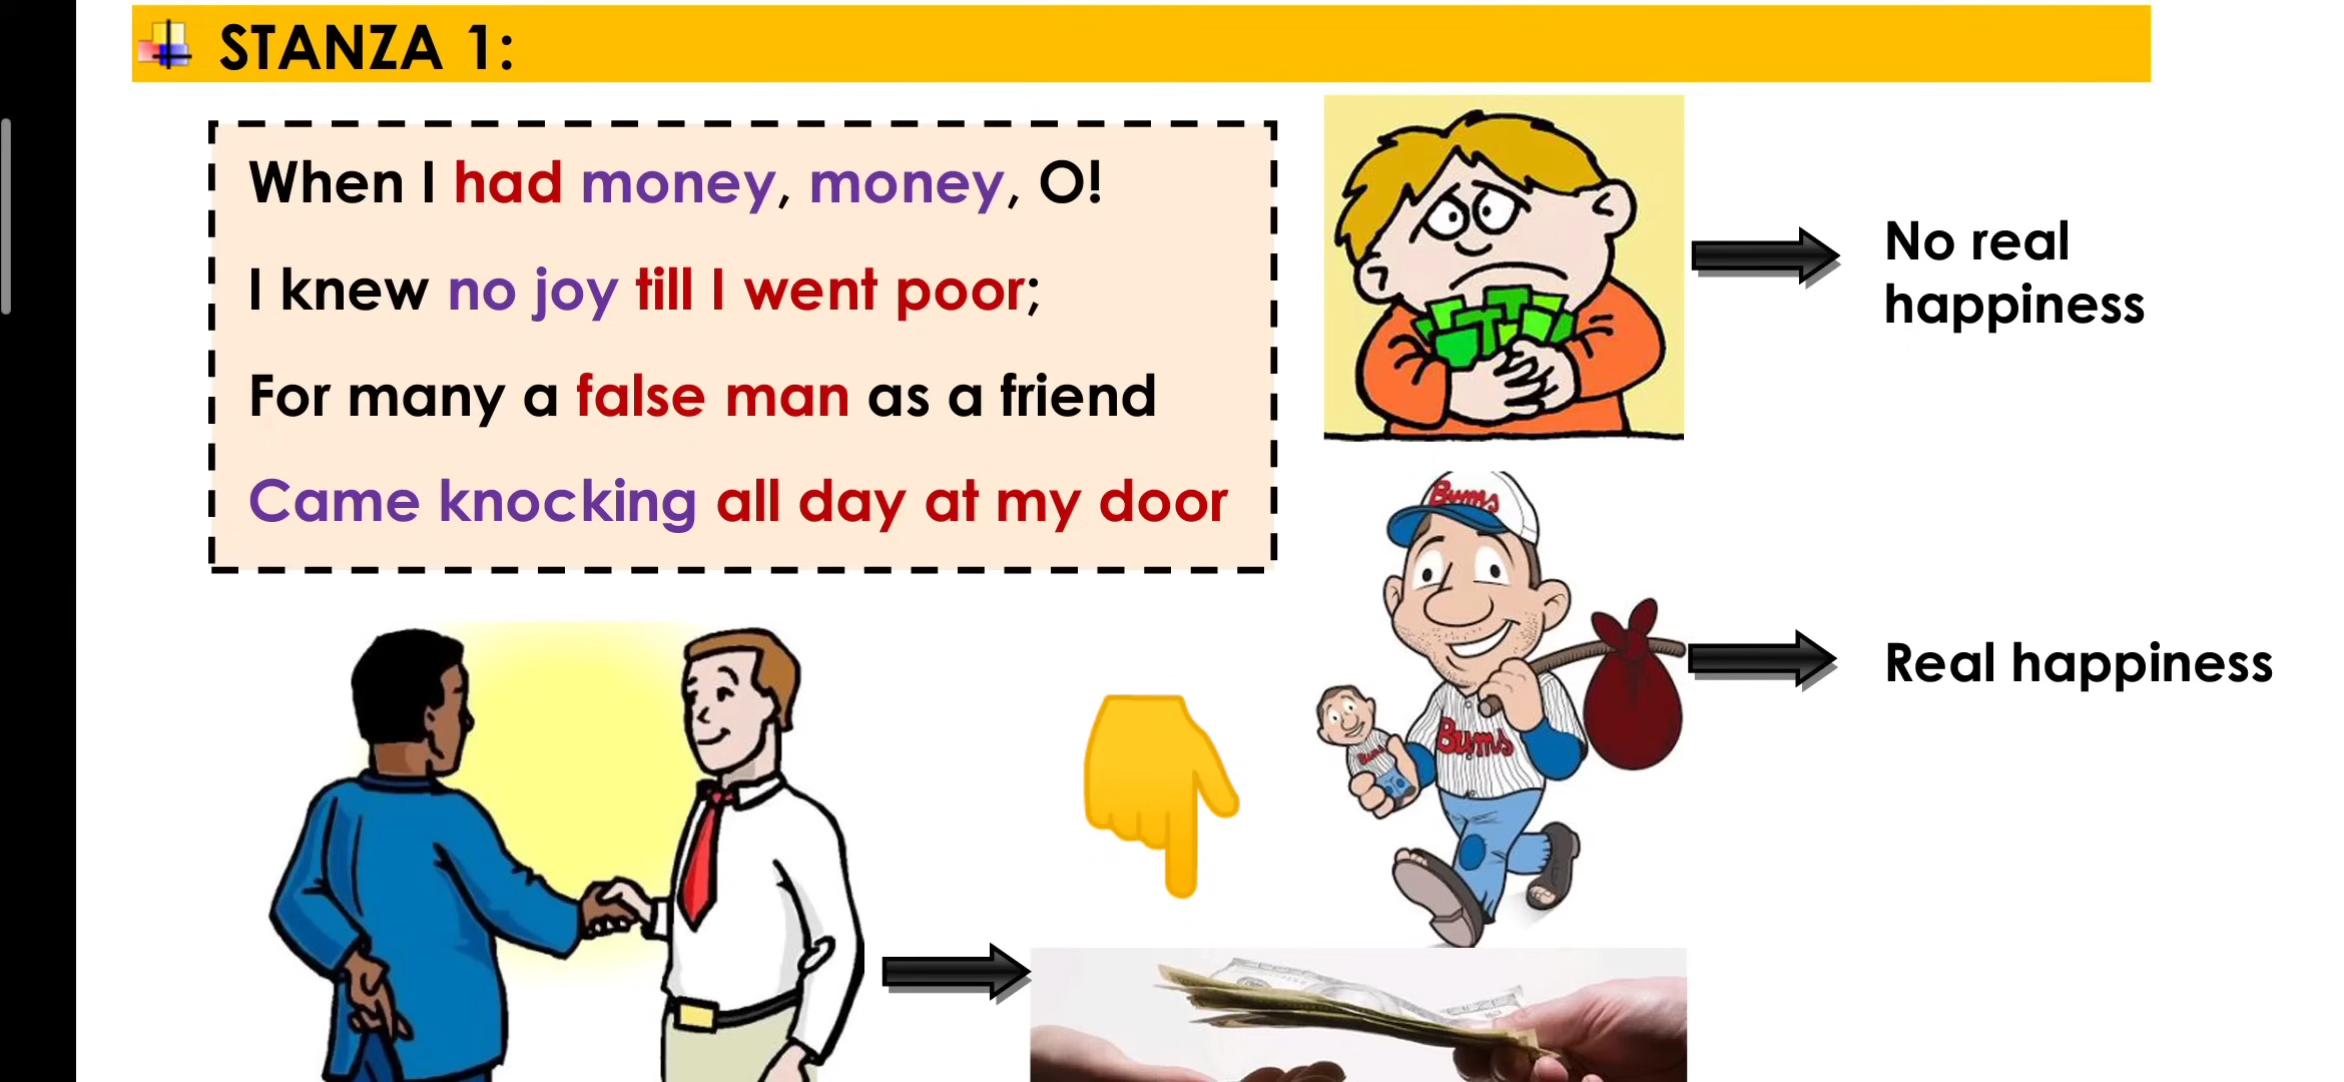 STANZA 1:
When I had money, money, O!
I knew no joy till I went poor;
For many a false man as a friend
Came knocking all day at my door
No real
happiness
Bums
Bums
Real happiness